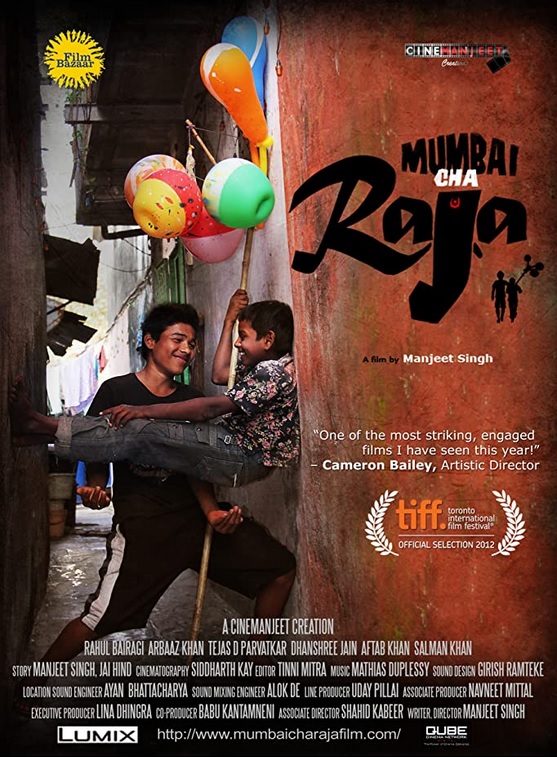 Film
Bazaar
CINEMANJEET
Creations
MUMBAI
CHA
Raja
A film by Manjeet Singh
“One of the most striking, engaged
films I have seen this year!”
– Cameron Bailey, Artistic Director
tiff. toronto
international
film festival
OFFICIAL SELECTION 2012
A CINEMANJEET CREATION
RAHUL BAIRAGI ARBAAZ KHAN TEJAS D PARVATKAR DHANSHREE JAIN AFTAB KHAN SALMAN KHAN
STORY MANJEET SINGH, JAI HIND CINEMATOGRAPHY SIDDHARTH KAY EDITOR TINNI MITRA MUSIC MATHIAS DUPLESSY SOUND DESIGN GIRISH RAMTEKE
LOCATION SOUND ENGINEER AYAN BHATTACHARYA SOUND MIXING ENGINEER ALOK DE LINE PRODUCER UDAY PILLAI ASSOCIATE PRODUCER NAVNEET MITTAL
EXECUTIVE PRODUCER LINA DHINGRA CO-PRODUCER BABU KANTAMNENI ASSOCIATE DIRECTOR SHAHID KABEER WRITER, DIRECTOR MANJEET SINGH
LUMIX http://www.mumbaicharajafilm.com/ QUBE
CINEMA NETWORK